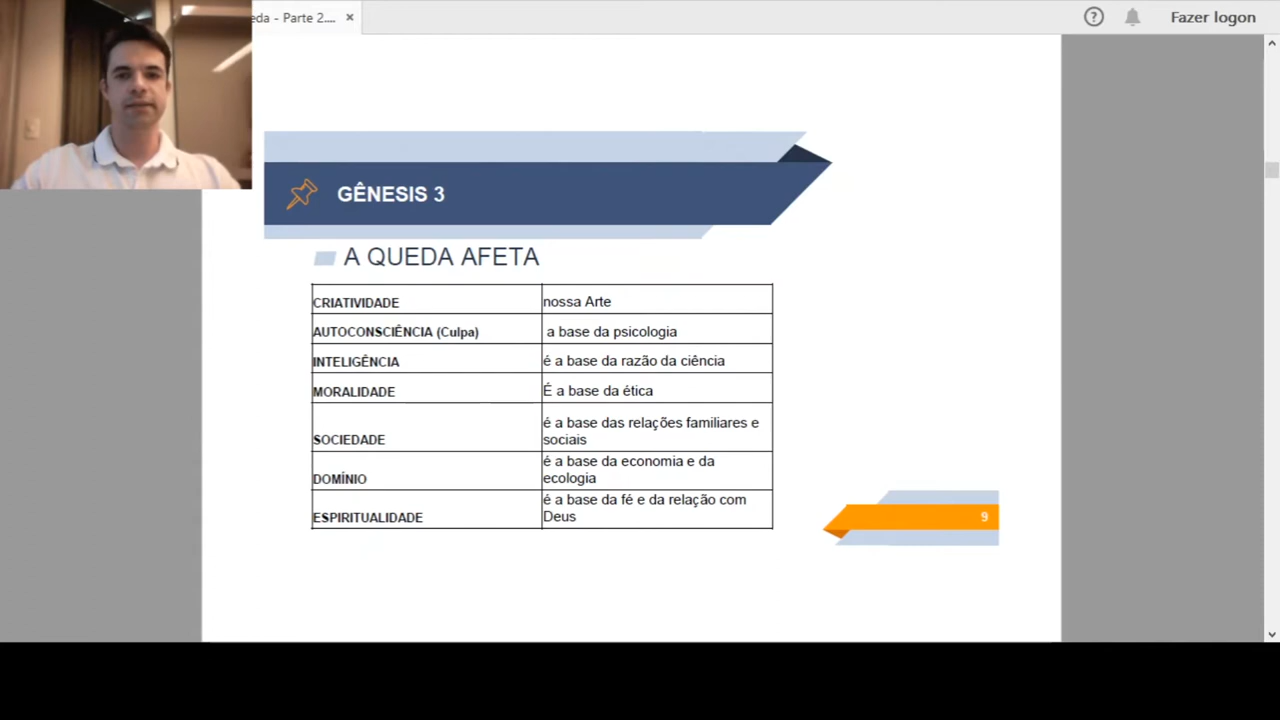 eda - Parte 2....
Fazer logon
GÊNESIS 3
A QUEDA AFETA
CRIATIVIDADE
nossa Arte
AUTOCONSCIÊNCIA (Culpa)
a base da psicologia
INTELIGÊNCIA
é a base da razão da ciência
MORALIDADE
É a base da ética
SOCIEDADE
é a base das relações familiares e
sociais
DOMÍNIO
é a base da economia e da
ecologia
ESPIRITUALIDADE
é a base da fé e da relação com
Deus
9